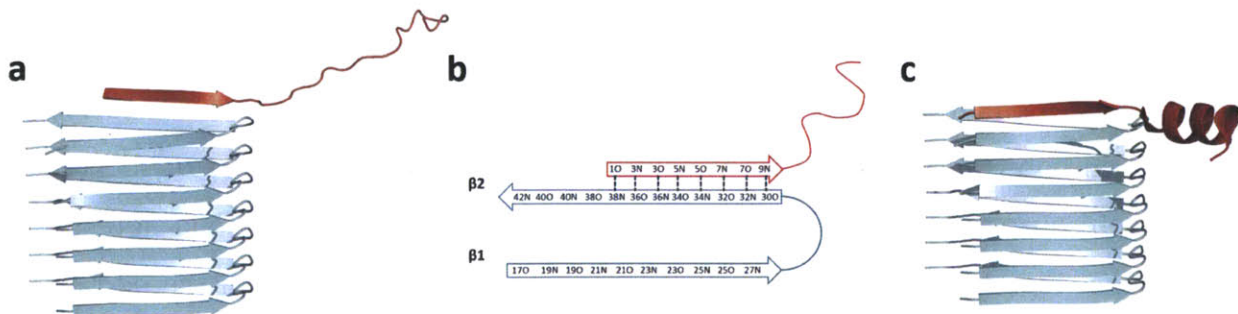 a
b
c
1O 3N 3O 5N 5O 7N 7O 9N
β2
42N 40O 40N 38O 38N 36O 36N 34O 34N 32O 32N 30O
β1
17O 19N 19O 21N 21O 23N 23O 25N 25O 27N